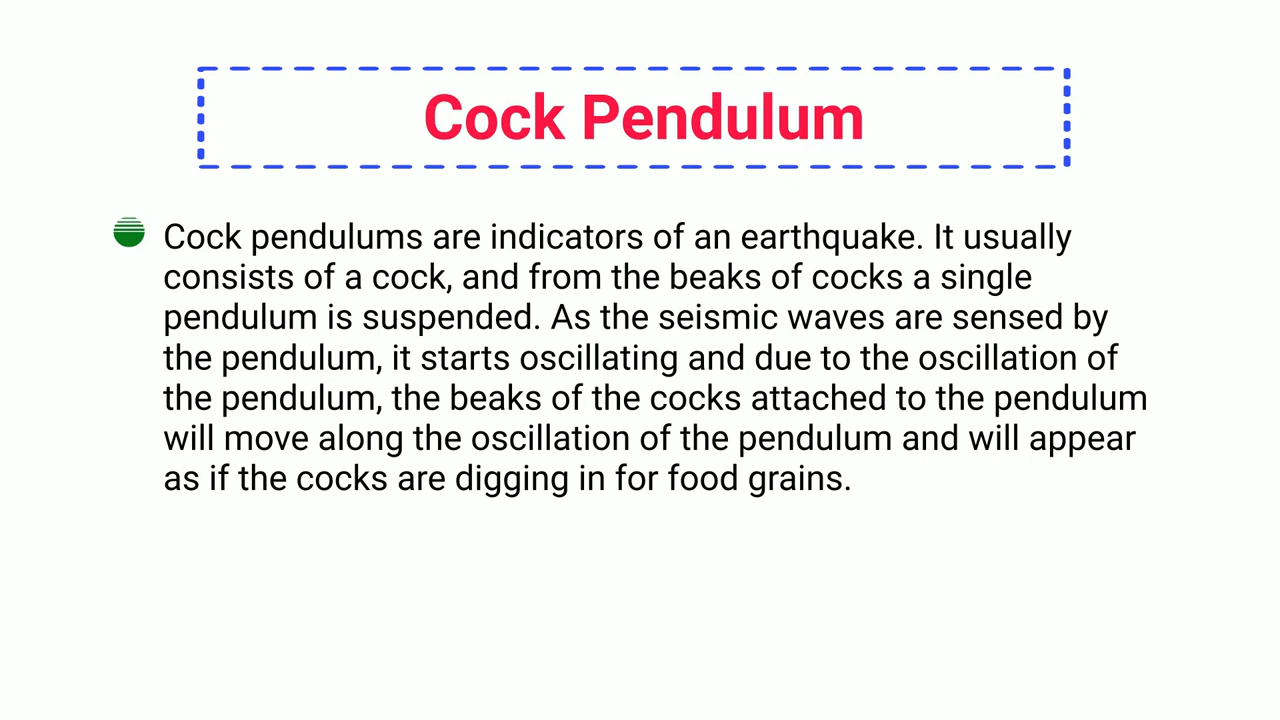 Cock Pendulum
Cock pendulums are indicators of an earthquake. It usually
consists of a cock, and from the beaks of cocks a single
pendulum is suspended. As the seismic waves are sensed by
the pendulum, it starts oscillating and due to the oscillation of
the pendulum, the beaks of the cocks attached to the pendulum
will move along the oscillation of the pendulum and will appear
as if the cocks are digging in for food grains.